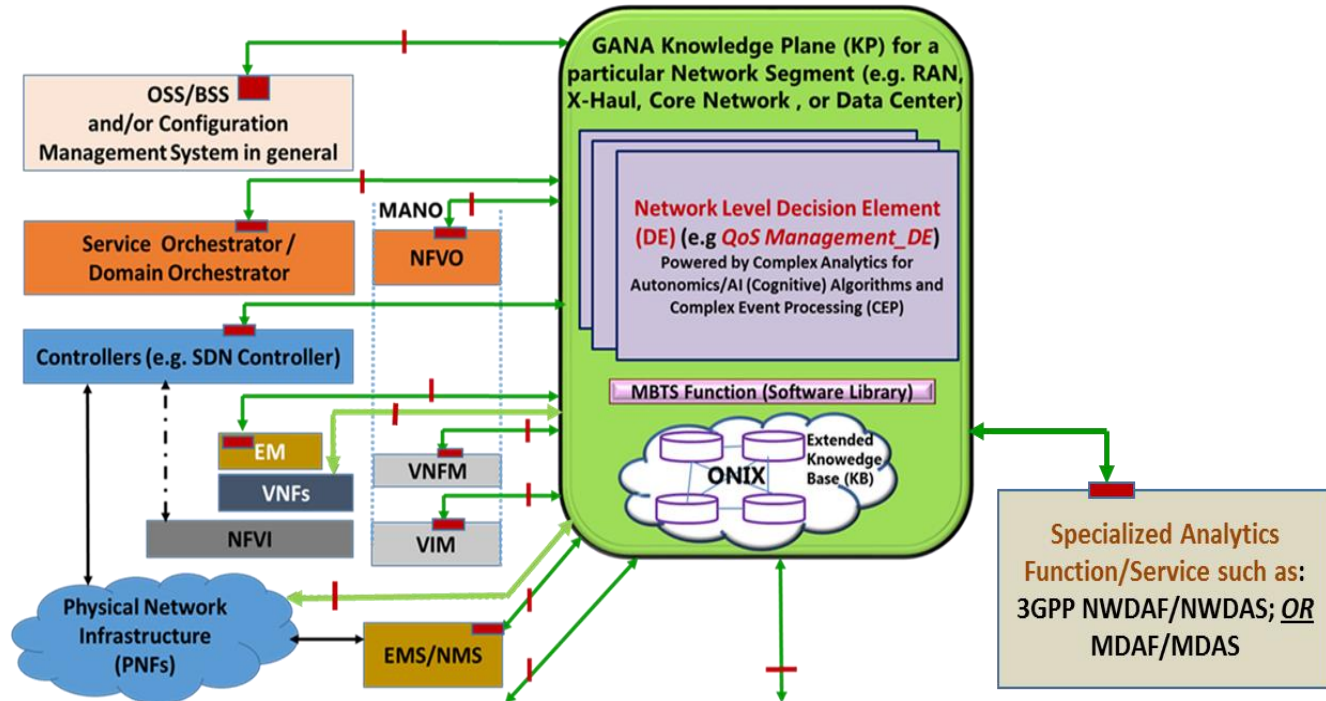 GANA Knowledge Plane (KP) for a
particular Network Segment (e.g. RAN,
X-Haul, Core Network , or Data Center)
OSS/BSS
and/or Configuration
Management System in general
Network Level Decision Element
(DE) (e.g QoS Management_DE)
Powered by Complex Analytics for
Autonomics/AI (Cognitive) Algorithms and
Complex Event Processing (CEP)
MANO
Service Orchestrator /
Domain Orchestrator
NFVO
Controllers (e.g. SDN Controller)
MBTS Function (Software Library)
EM
VNFs
VNFM
ONIX
Extended
Knowledge
Base (KB)
NFVI
VIM
Physical Network
Infrastructure
(PNFs)
EMS/NMS
Specialized Analytics
Function/Service such as:
3GPP NWDAF/NWDAS; OR
MDAF/MDAS